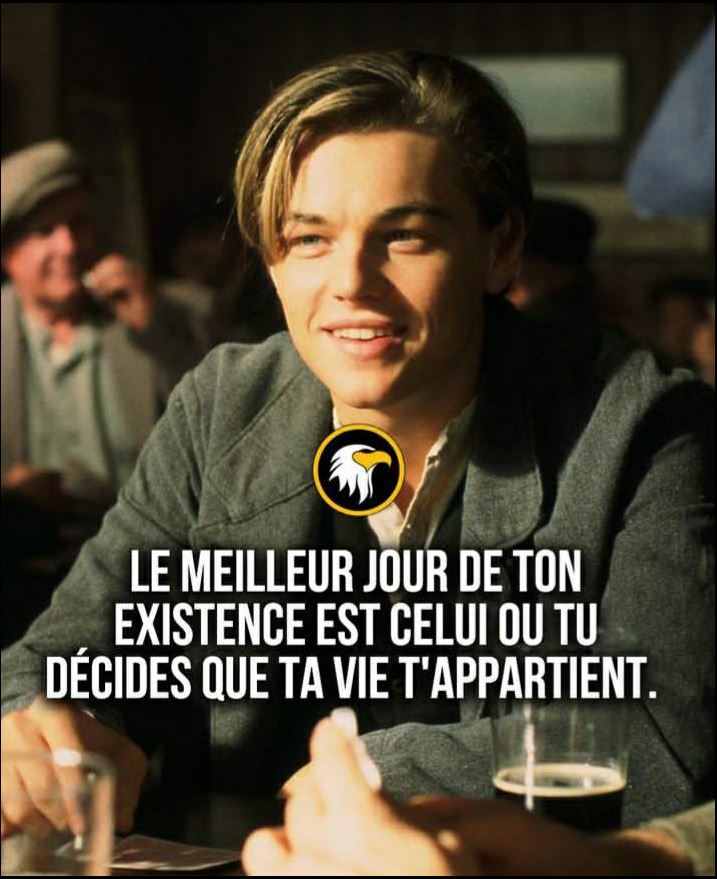 LE MEILLEUR JOUR DE TON
EXISTENCE EST CELUI OU TU
DÉCIDES QUE TA VIE T'APPARTIENT.